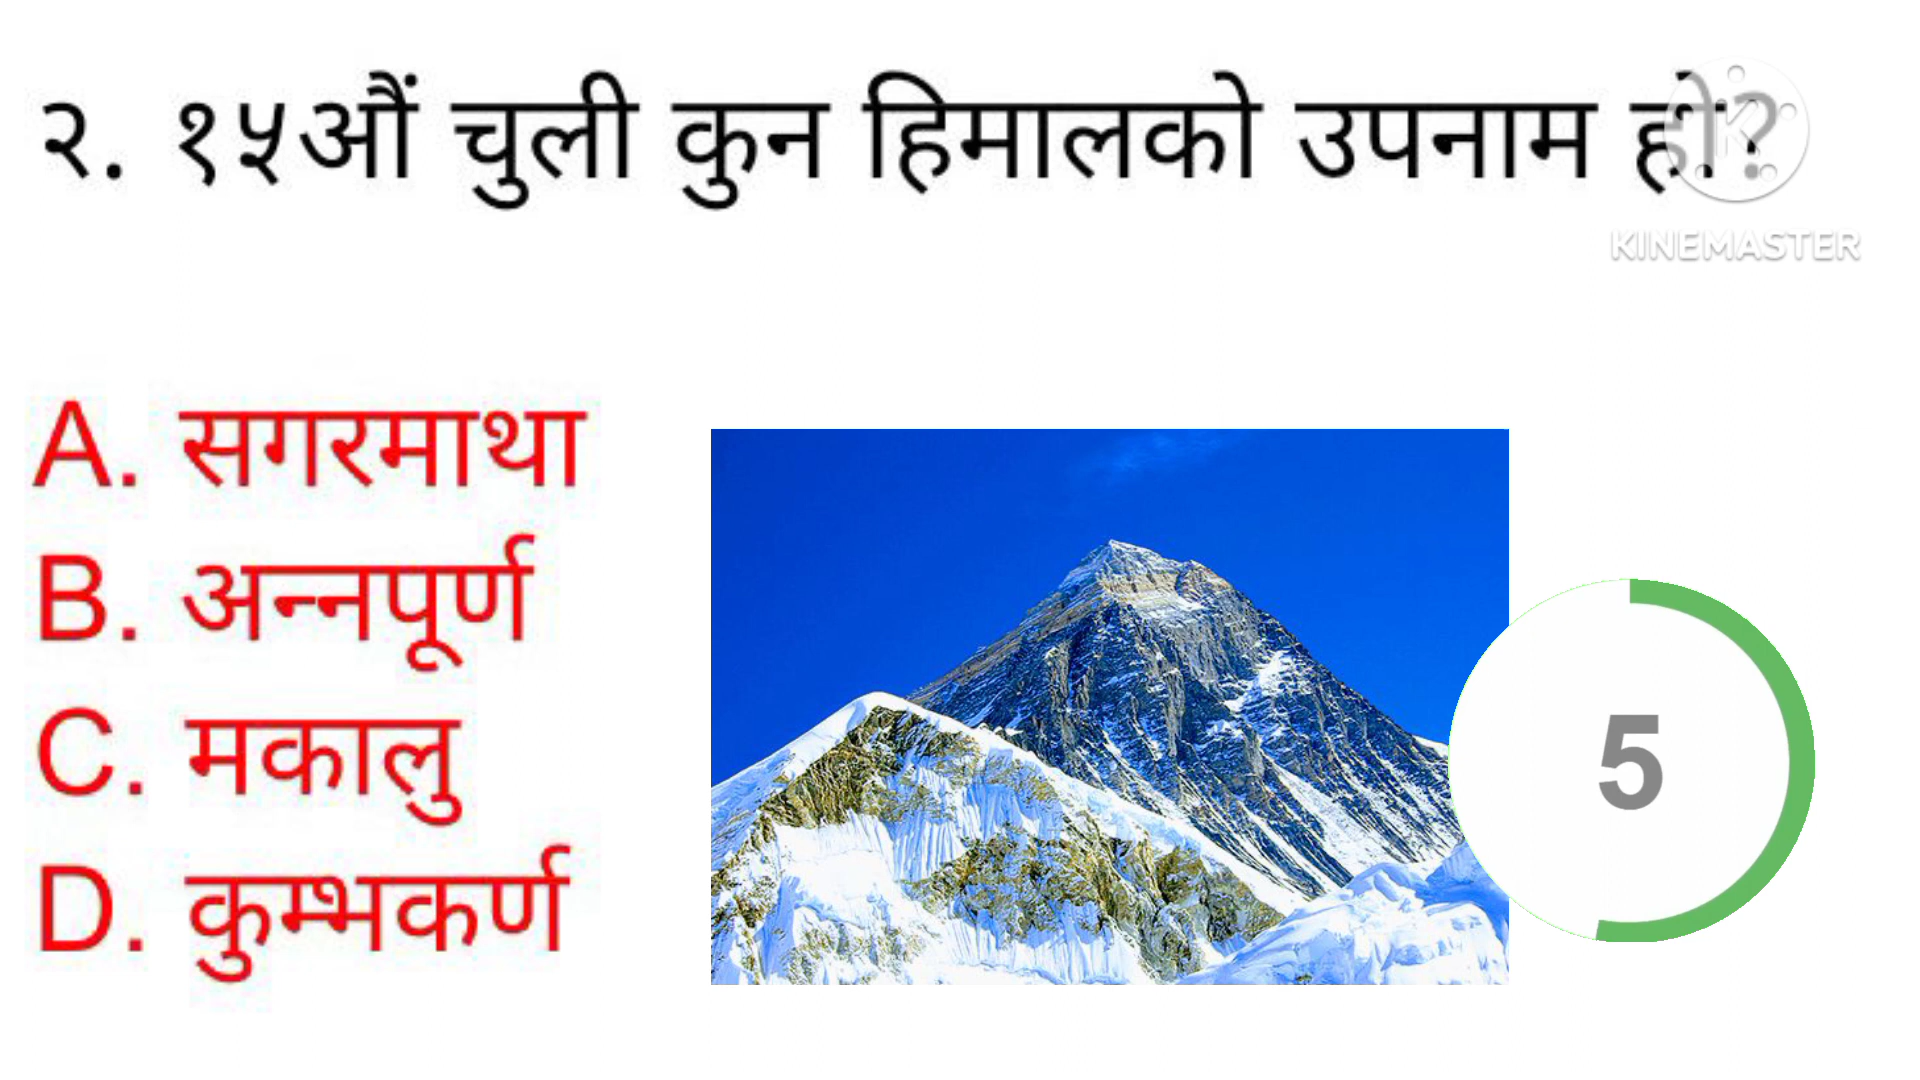 २. १५औं चुली कुन हिमालको उपनाम हो?
KINEMASTER
A. सगरमाथा
B. अन्नपूर्ण
C. मकालु
D. कुम्भकर्ण
5